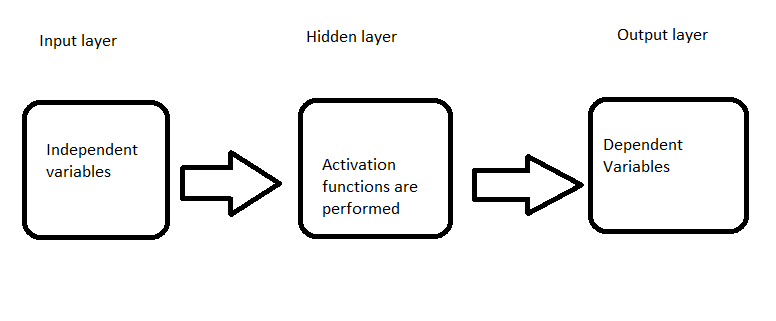 Input layer
Hidden layer
Output layer
Independent
variables
Activation
functions are
performed
Dependent
Variables